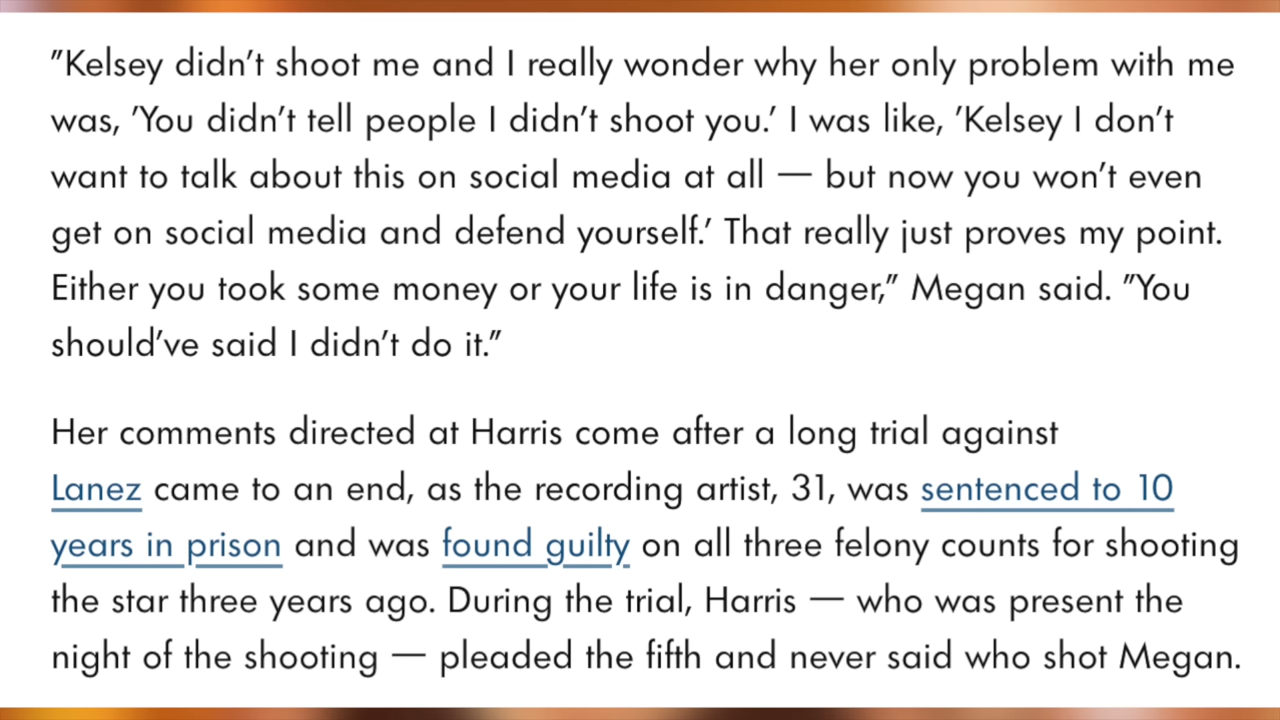 "Kelsey didn't shoot me and I really wonder why her only problem with me
was, 'You didn't tell people I didn't shoot you.' I was like, 'Kelsey I don't
want to talk about this on social media at all — but now you won't even
get on social media and defend yourself.' That really just proves my point.
Either you took some money or your life is in danger," Megan said. "You
should've said I didn't do it."
Her comments directed at Harris come after a long trial against
Lanez came to an end, as the recording artist, 31, was sentenced to 10
years in prison and was found guilty on all three felony counts for shooting
the star three years ago. During the trial, Harris — who was present the
night of the shooting — pleaded the fifth and never said who shot Megan.